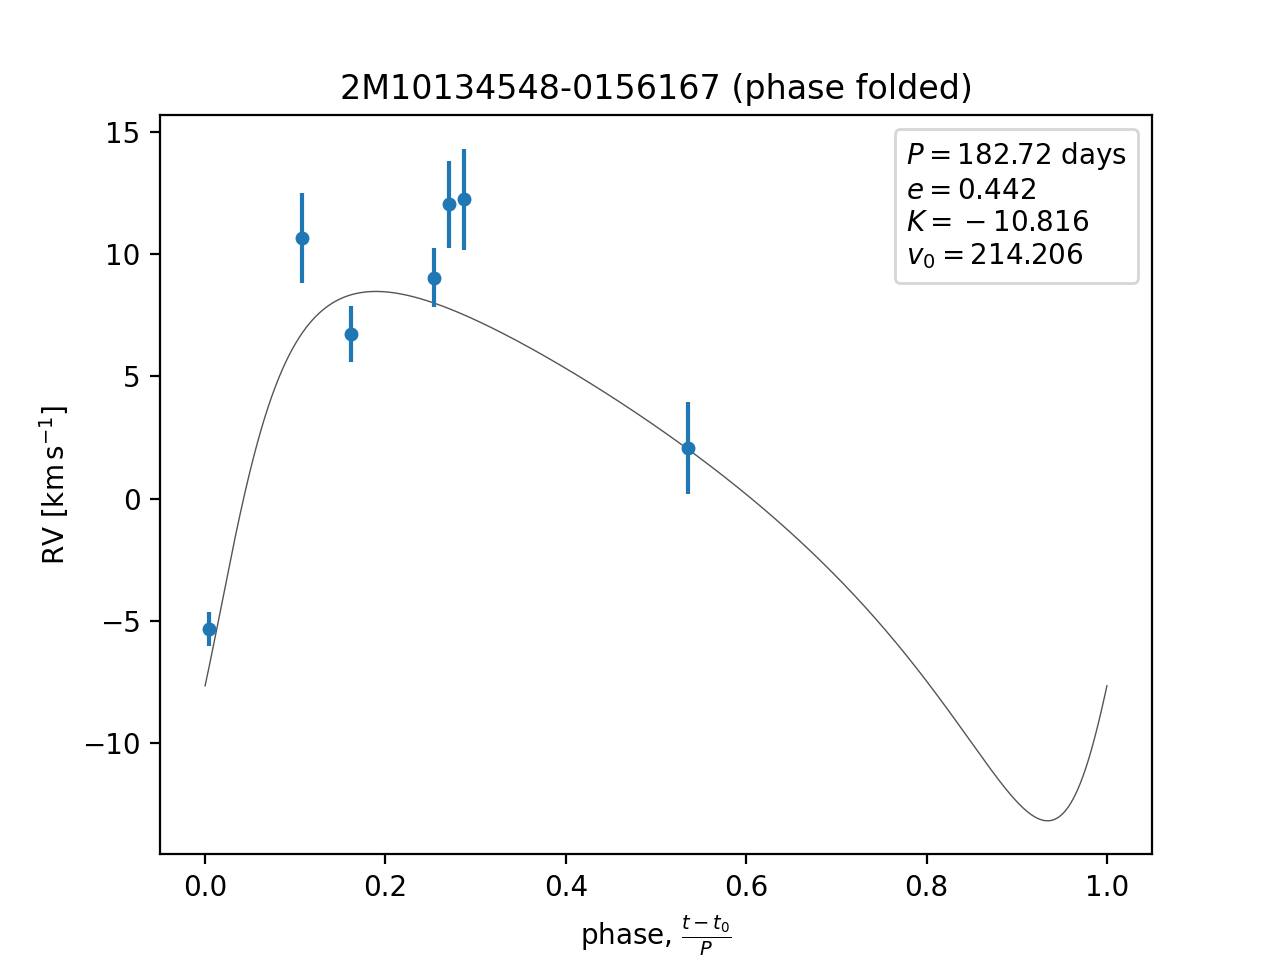 2M10134548-0156167 (phase folded)
P = 182.72 days
e = 0.442
K = −10.816
v₀ = 214.206
15
10
5
0
−5
−10
RV [km s⁻¹]
0.0 0.2 0.4 0.6 0.8 1.0
phase, (t − t₀)/P